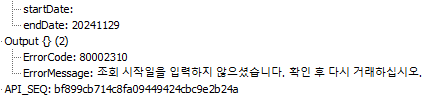 startDate:
endDate: 20241129
Output {} (2)
ErrorCode: 80002310
ErrorMessage: 조회 시작일을 입력하지 않으셨습니다. 확인 후 다시 거래하십시오.
API_SEQ: bf899cb714c8fa09449424cbc9e2b24a